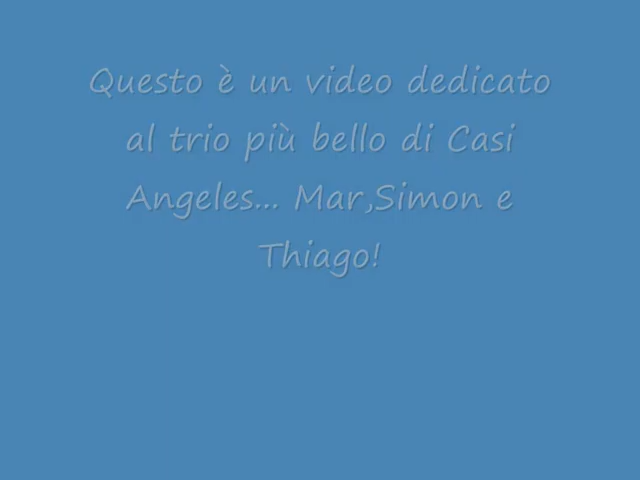 Questo è un video dedicato
al trio più bello di Casi
Angeles... Mar,Simon e
Thiago!